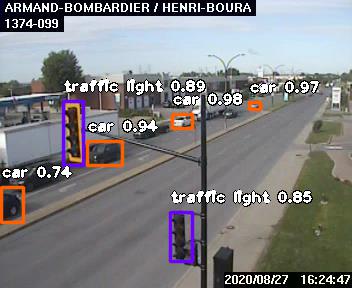 ARMAND-BOMBARDIER / HENRI-BOURA
1374-099
traffic light 0.89
car 0.97
car 0.98
car 0.94
car 0.74
traffic light 0.85
2020/08/27 16:24:47